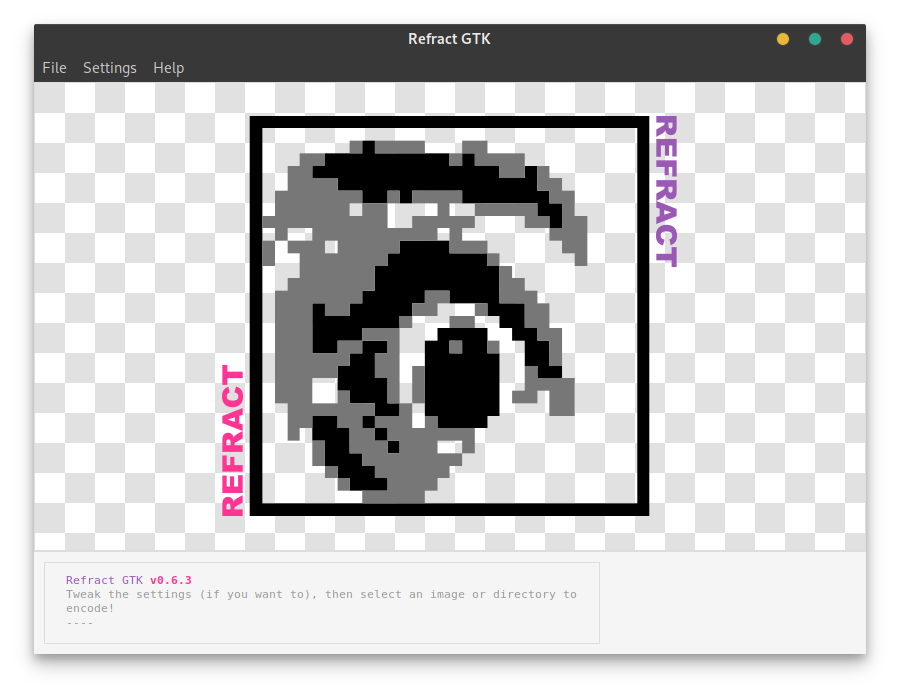 Refract GTK
File Settings Help
REFRACT
REFRACT
Refract GTK v0.6.3
Tweak the settings (if you want to), then select an image or directory to
encode!
----